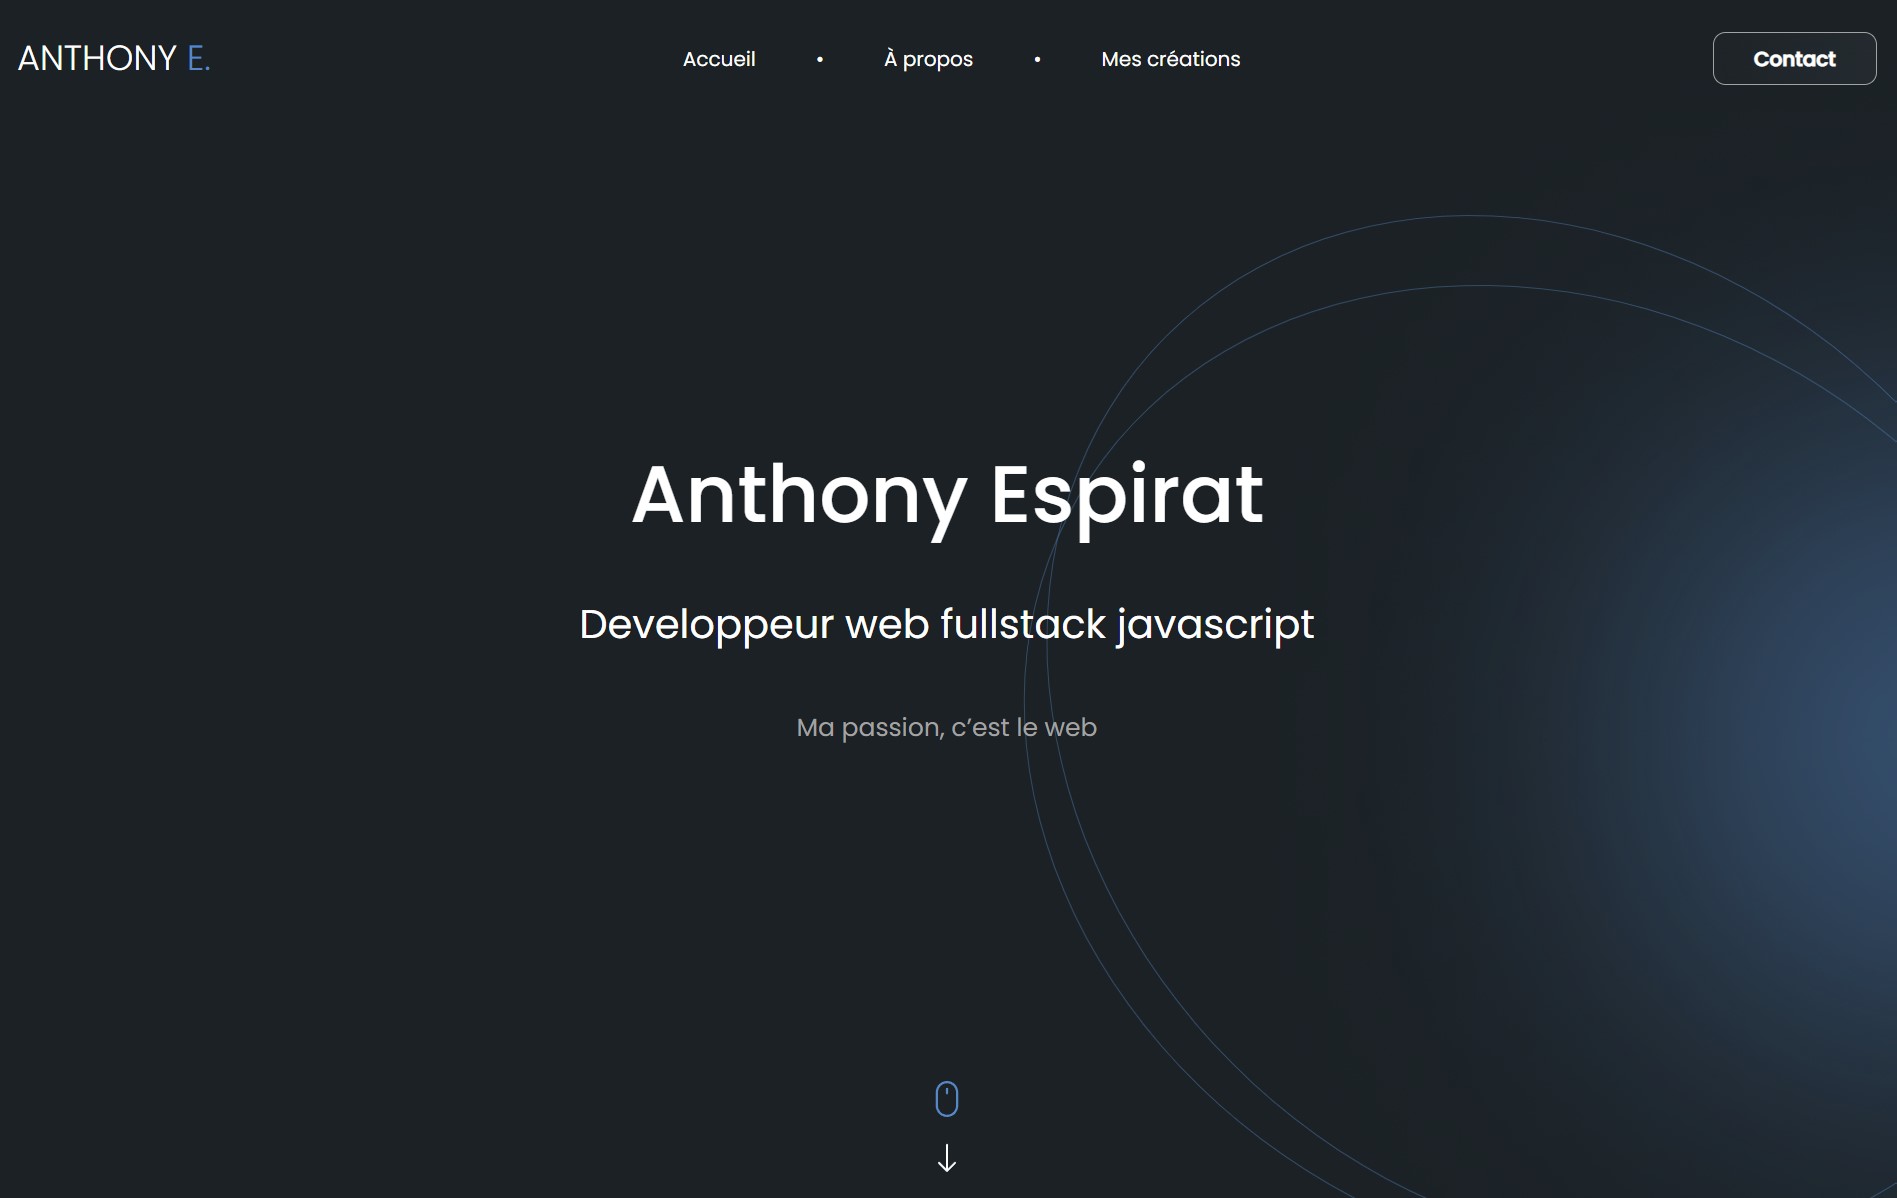 ANTHONY E.
Accueil • À propos • Mes créations
Contact
Anthony Espirat
Developpeur web fullstack javascript
Ma passion, c’est le web